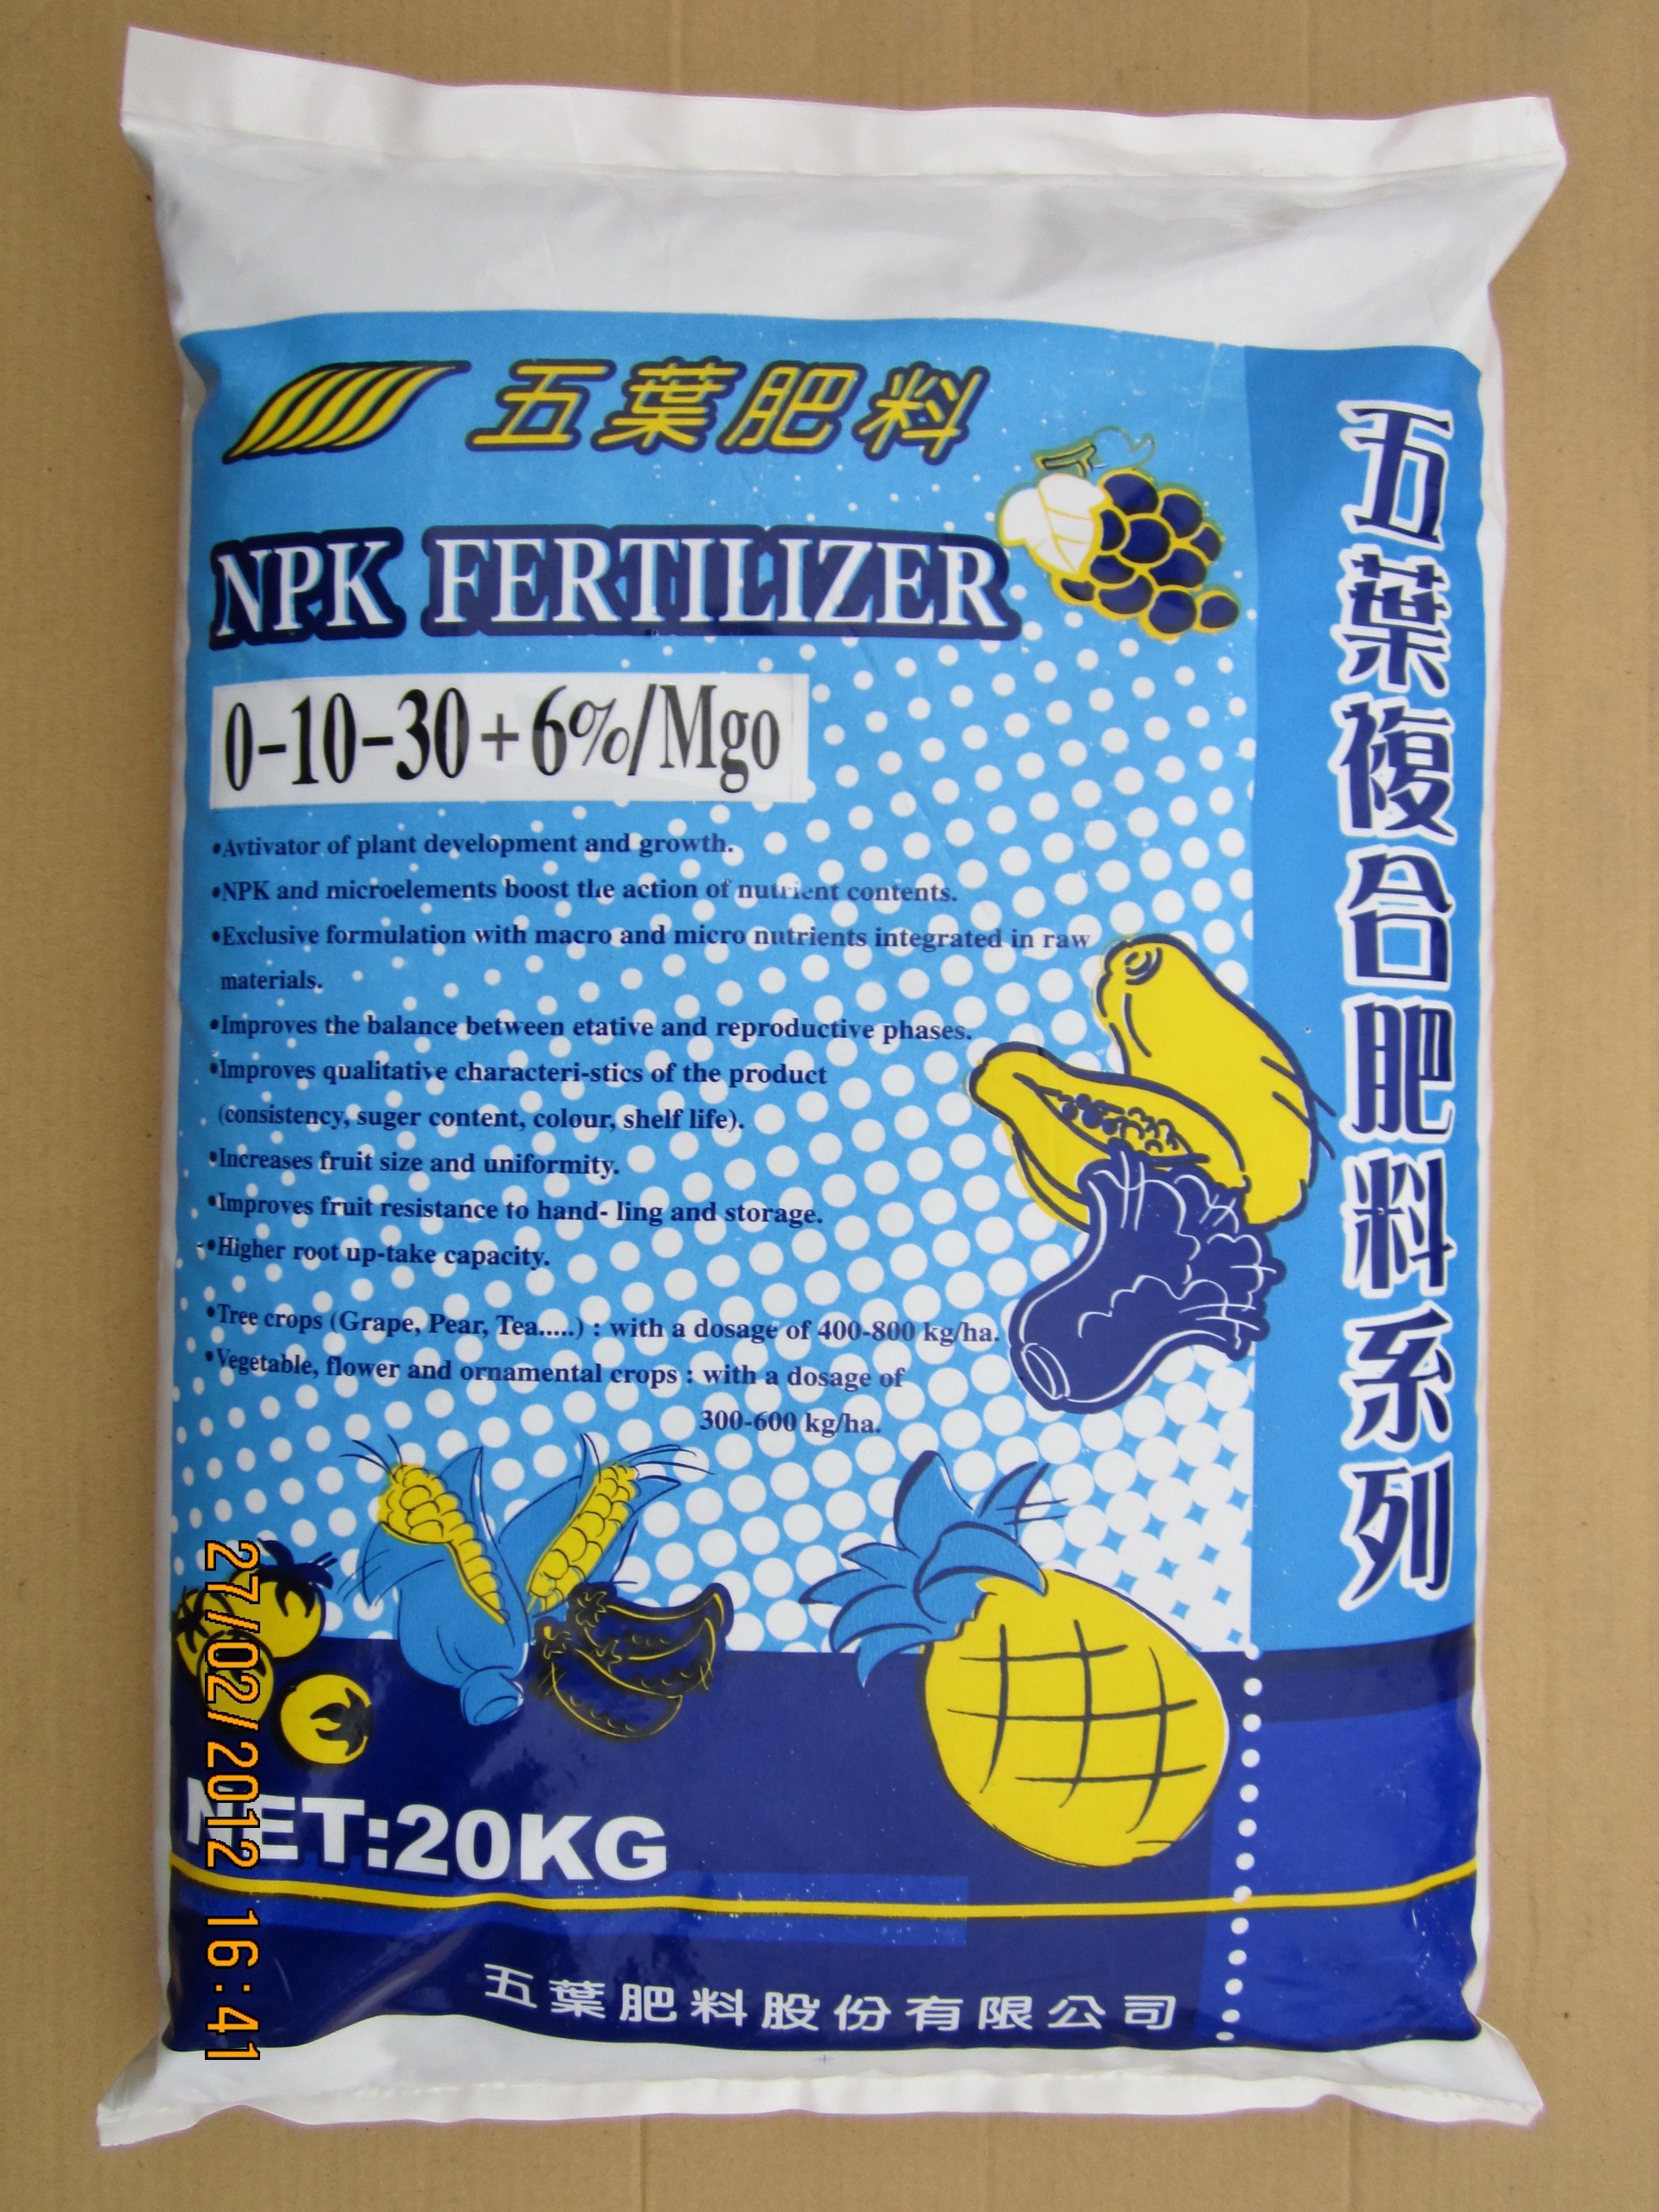 五葉肥料
NPK FERTILIZER
0-10-30+6%/Mgo
•Avtivator of plant development and growth.
•NPK and microelements boost the action of nutrient contents.
•Exclusive formulation with macro and micro nutrients integrated in raw
materials.
•Improves the balance between etative and reproductive phases.
•Improves qualitative characteri-stics of the product
(consistency, suger content, colour, shelf life).
•Increases fruit size and uniformity.
•Improves fruit resistance to hand- ling and storage.
•Higher root up-take capacity.
•Tree crops (Grape, Pear, Tea.....) : with a dosage of 400-800 kg/ha.
•Vegetable, flower and ornamental crops : with a dosage of
300-600 kg/ha.
NET:20KG
五葉肥料股份有限公司
五葉複合肥料系列
27/02/2012 16:41